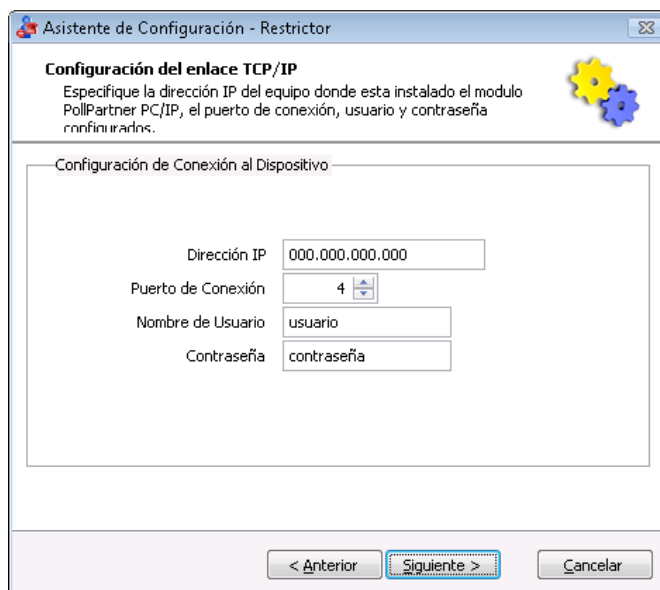 Asistente de Configuración - Restrictor
Configuración del enlace TCP/IP
Especifique la dirección IP del equipo donde esta instalado el modulo
PollPartner PC/IP, el puerto de conexión, usuario y contraseña
configurados.
Configuración de Conexión al Dispositivo
Dirección IP 000.000.000.000
Puerto de Conexión 4
Nombre de Usuario usuario
Contraseña contraseña
< Anterior Siguiente > Cancelar